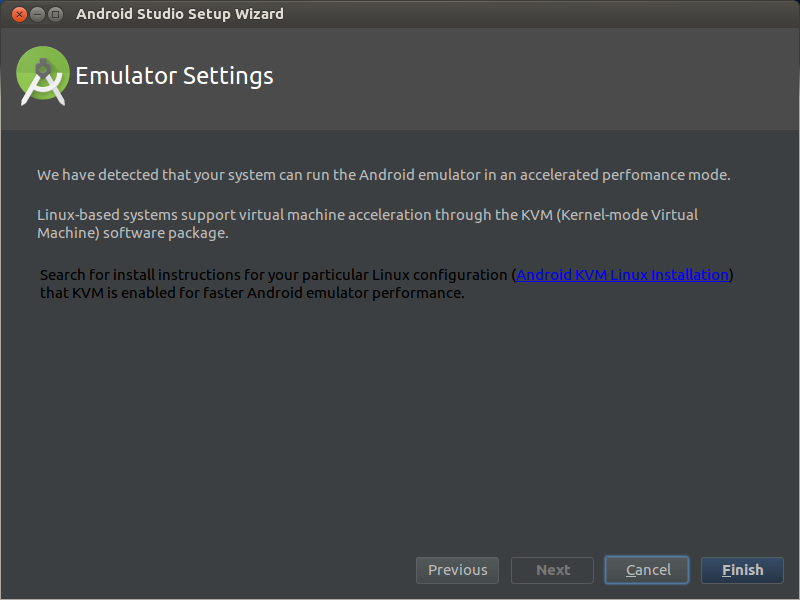 Android Studio Setup Wizard
Emulator Settings
We have detected that your system can run the Android emulator in an accelerated perfomance mode.
Linux-based systems support virtual machine acceleration through the KVM (Kernel-mode Virtual
Machine) software package.
Search for install instructions for your particular Linux configuration (Android KVM Linux Installation)
that KVM is enabled for faster Android emulator performance.
Previous Next Cancel Finish